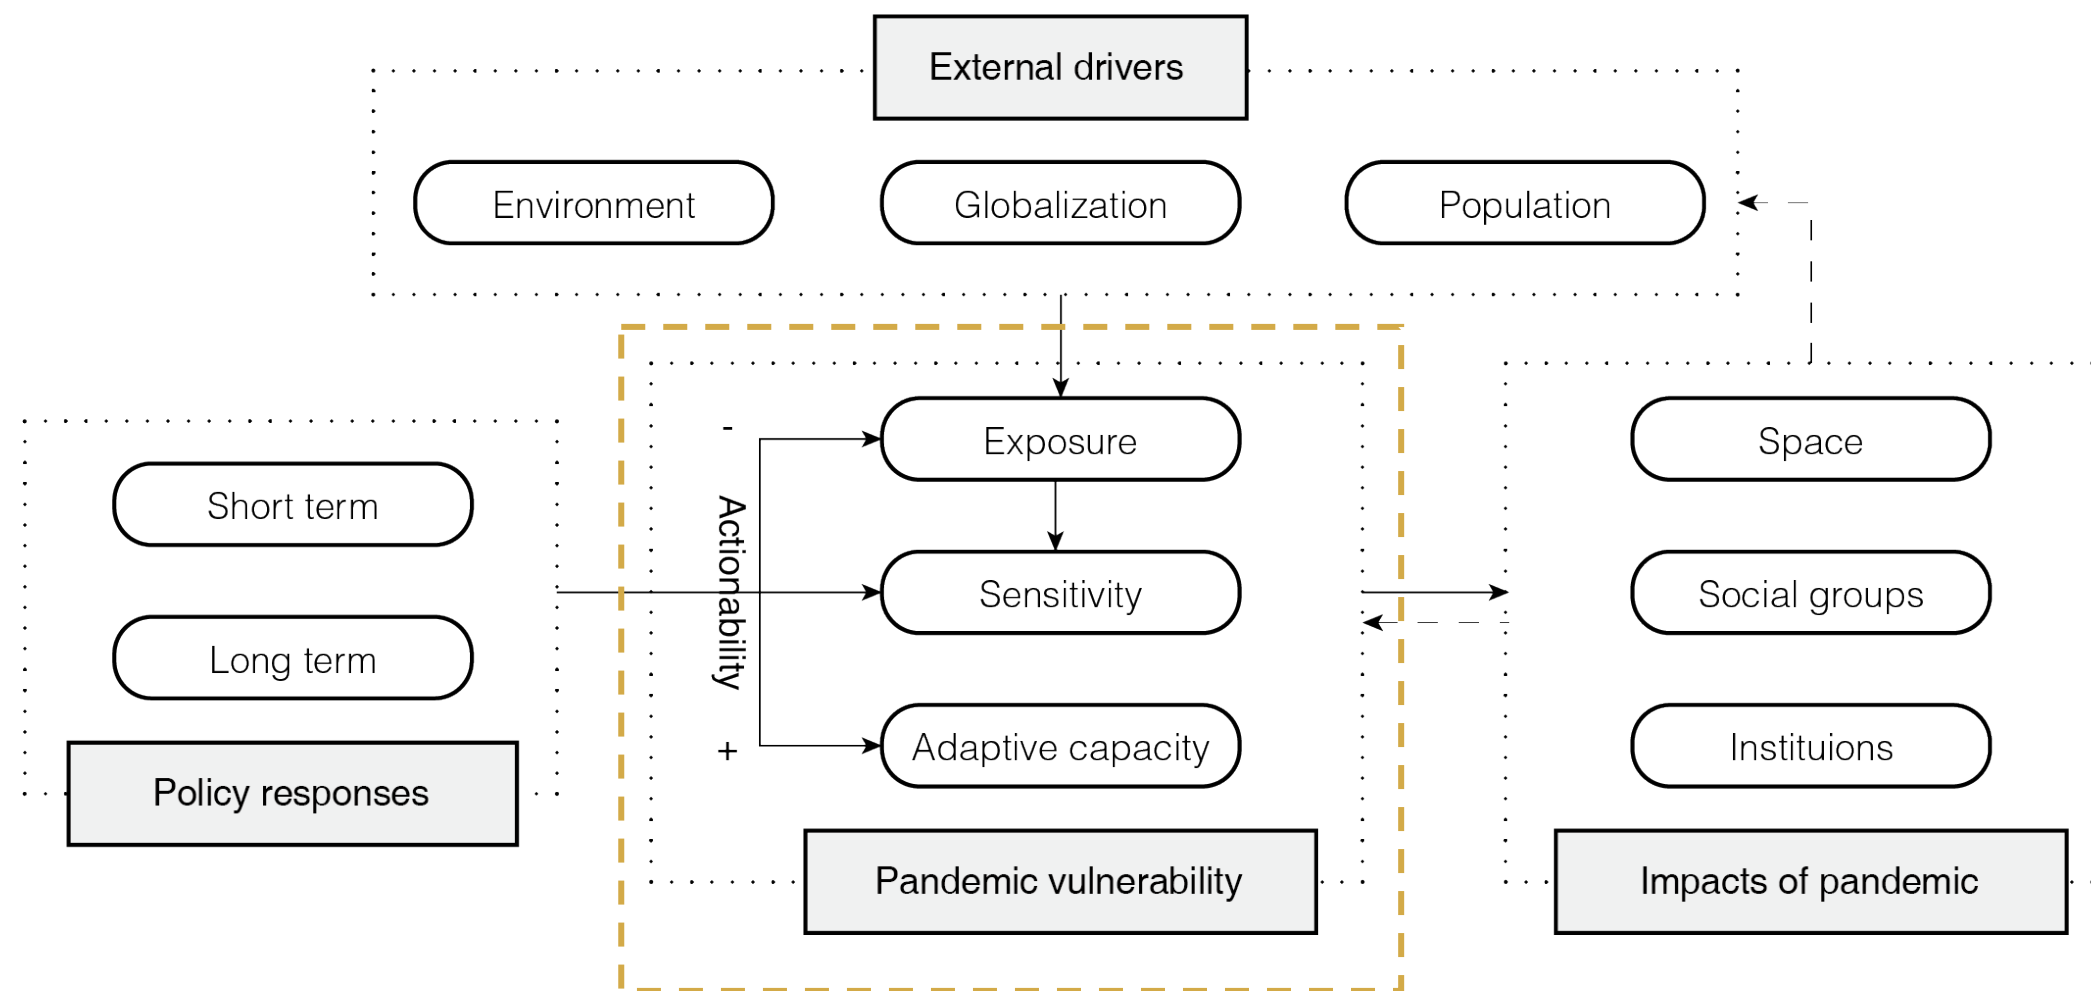 External drivers
Environment
Globalization
Population
Short term
Long term
Policy responses
-
Actionability
+
Exposure
Sensitivity
Adaptive capacity
Pandemic vulnerability
Space
Social groups
Instituions
Impacts of pandemic